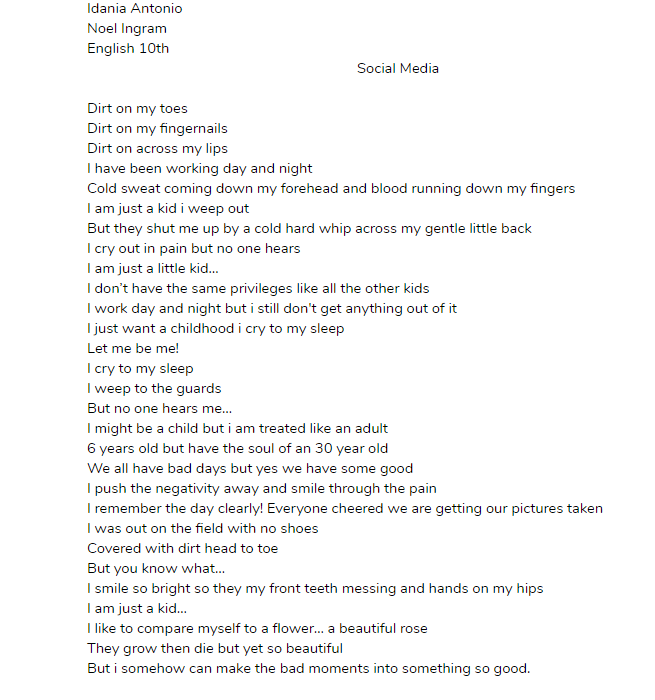 Idania Antonio
Noel Ingram
English 10th
Social Media
Dirt on my toes
Dirt on my fingernails
Dirt on across my lips
I have been working day and night
Cold sweat coming down my forehead and blood running down my fingers
I am just a kid i weep out
But they shut me up by a cold hard whip across my gentle little back
I cry out in pain but no one hears
I am just a little kid...
I don't have the same privileges like all the other kids
I work day and night but i still don't get anything out of it
I just want a childhood i cry to my sleep
Let me be me!
I cry to my sleep
I weep to the guards
But no one hears me...
I might be a child but i am treated like an adult
6 years old but have the soul of an 30 year old
We all have bad days but yes we have some good
I push the negativity away and smile through the pain
I remember the day clearly! Everyone cheered we are getting our pictures taken
I was out on the field with no shoes
Covered with dirt head to toe
But you know what...
I smile so bright so they my front teeth messing and hands on my hips
I am just a kid...
I like to compare myself to a flower... a beautiful rose
They grow then die but yet so beautiful
But i somehow can make the bad moments into something so good.